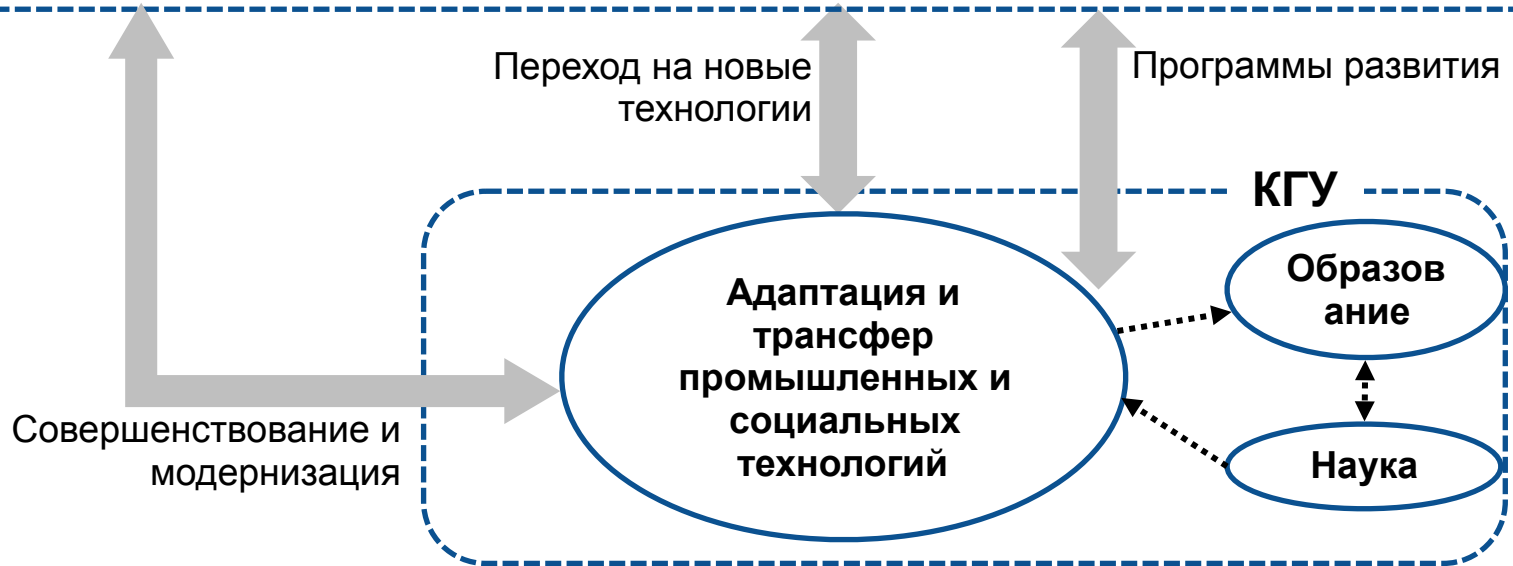 Переход на новые
технологии
Программы развития
КГУ
Образов
ание
Адаптация и
трансфер
промышленных и
социальных
технологий
Совершенствование и
модернизация
Наука